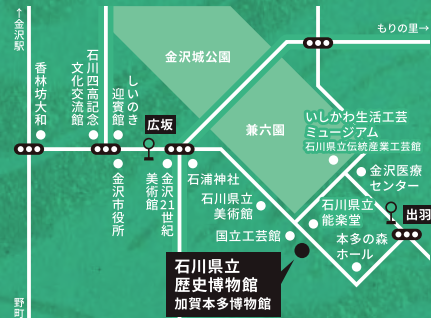 ←金沢駅
もりの里→
金沢城公園
香林坊大和
石川四高記念
文化交流館
しいのき
迎賓館
広坂
兼六園
いしかわ生活工芸
ミュージアム
石川県立伝統産業工芸館
金沢医療
センター
金沢市役所
金沢21世紀
美術館
石浦神社
石川県立
美術館
国立工芸館
石川県立
能楽堂
出羽
本多の森
ホール
石川県立
歴史博物館
加賀本多博物館
野町